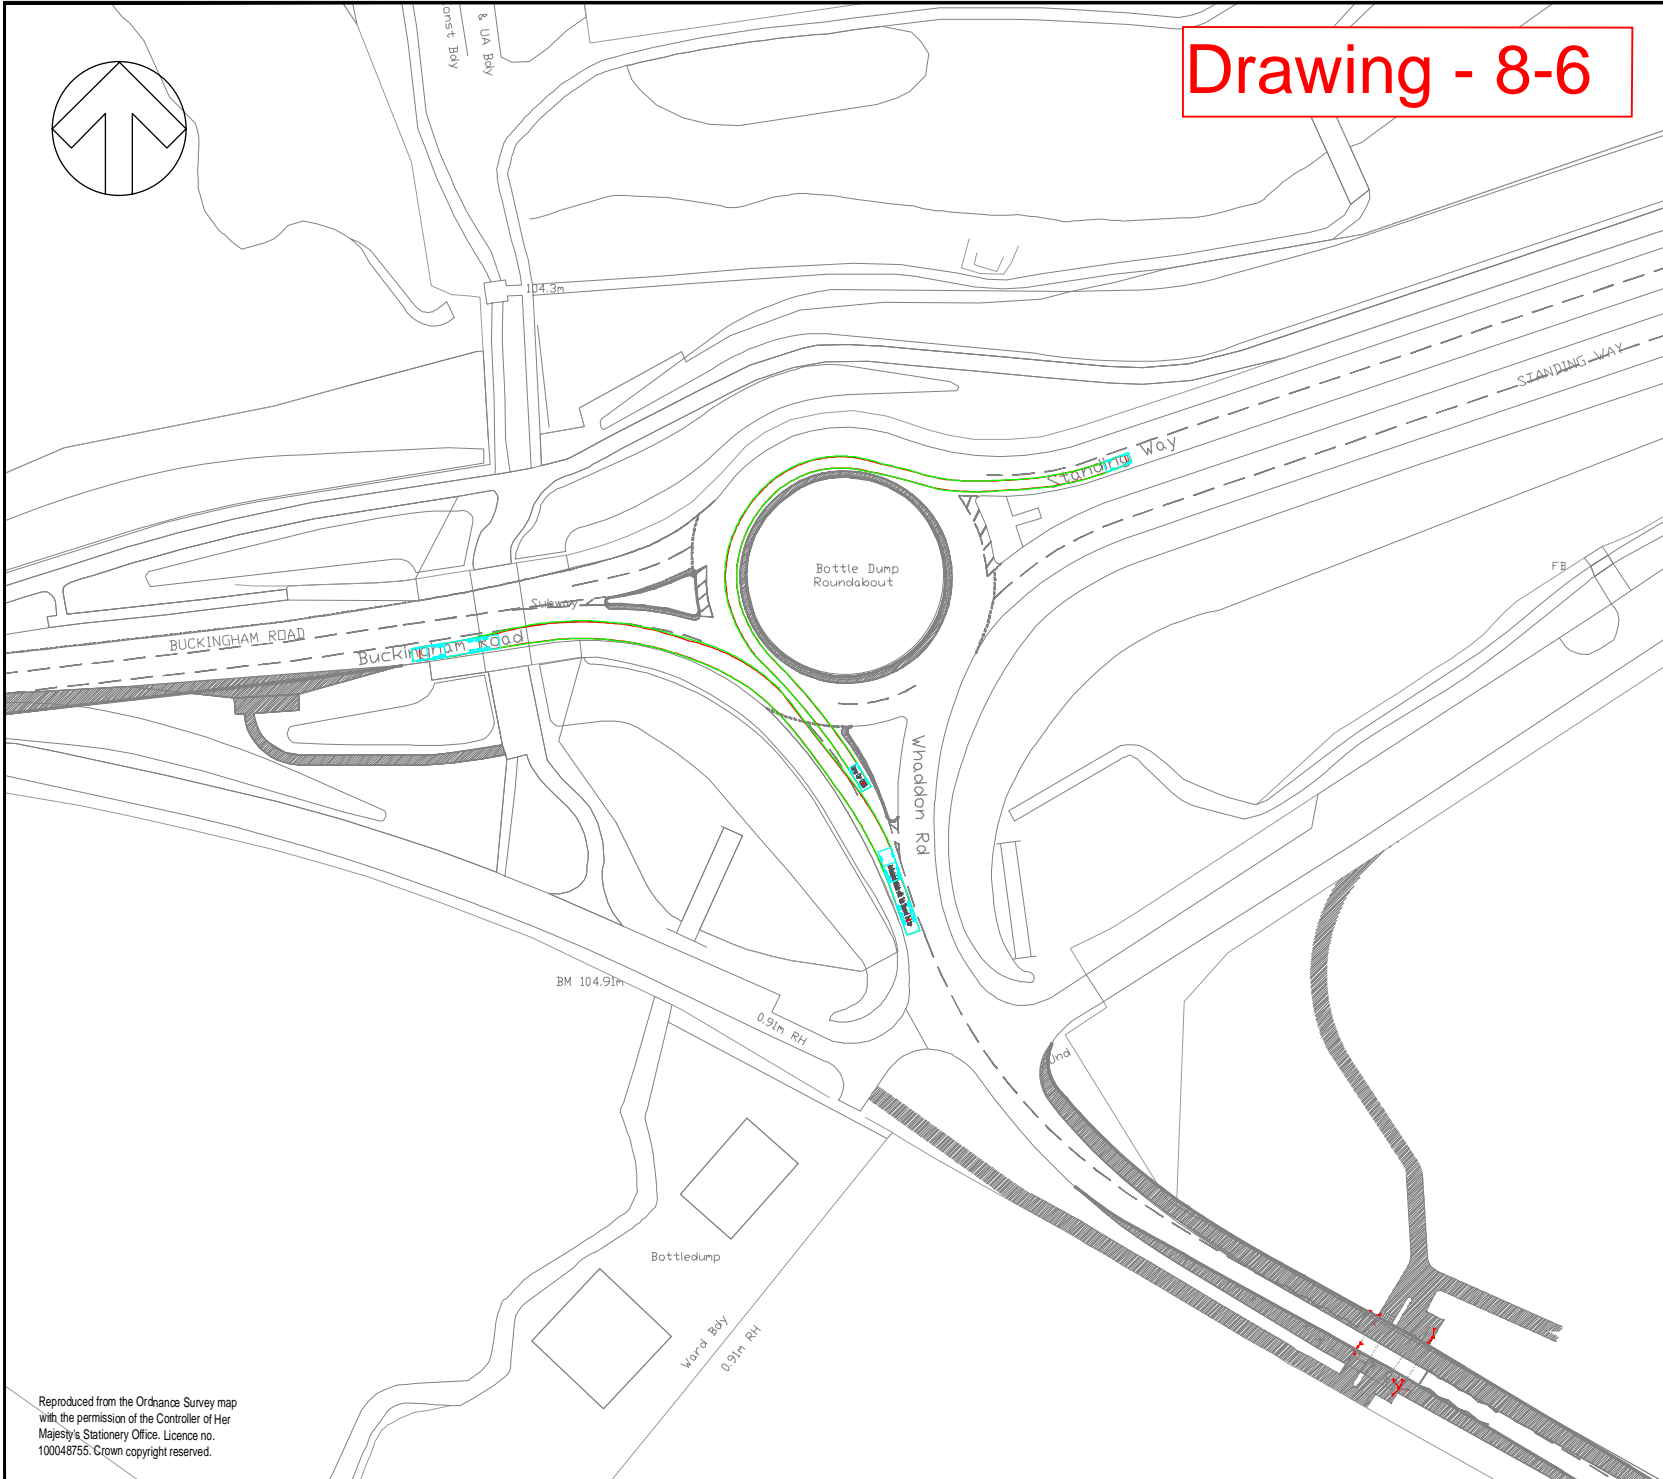 onst Bdy
& UA Bdy
Drawing - 8-6
104.3m
STANDING WAY
Standing Way
Bottle Dump
Roundabout
FB
Subway
BUCKINGHAM ROAD
Buckingham Road
Whaddon Rd
BM 104.91m
0.91m RH
und
Bottledump
Ward Bdy
0.91m RH
Reproduced from the Ordnance Survey map
with the permission of the Controller of Her
Majesty's Stationery Office. Licence no.
100048755. Crown copyright reserved.